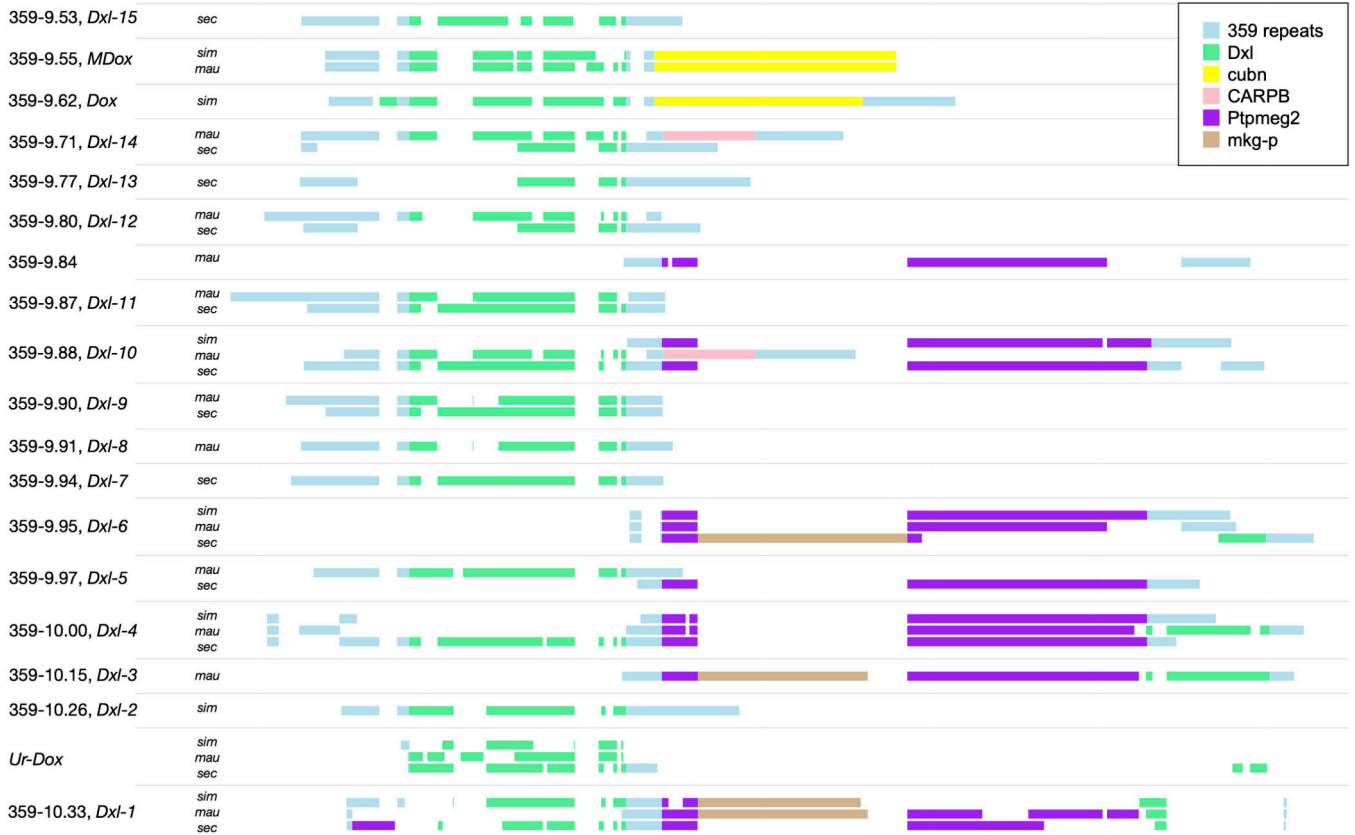 359-9.53, Dxl-15 sec
359 repeats
Dxl
cubn
CARPB
Ptpmeg2
mkg-p
359-9.55, MDox sim
mau
359-9.62, Dox sim
359-9.71, Dxl-14 mau
sec
359-9.77, Dxl-13 sec
359-9.80, Dxl-12 mau
sec
359-9.84 mau
359-9.87, Dxl-11 mau
sec
359-9.88, Dxl-10 sim
mau
sec
359-9.90, Dxl-9 mau
sec
359-9.91, Dxl-8 mau
359-9.94, Dxl-7 sec
359-9.95, Dxl-6 sim
mau
sec
359-9.97, Dxl-5 mau
sec
359-10.00, Dxl-4 sim
mau
sec
359-10.15, Dxl-3 mau
359-10.26, Dxl-2 sim
Ur-Dox sim
mau
sec
359-10.33, Dxl-1 sim
mau
sec